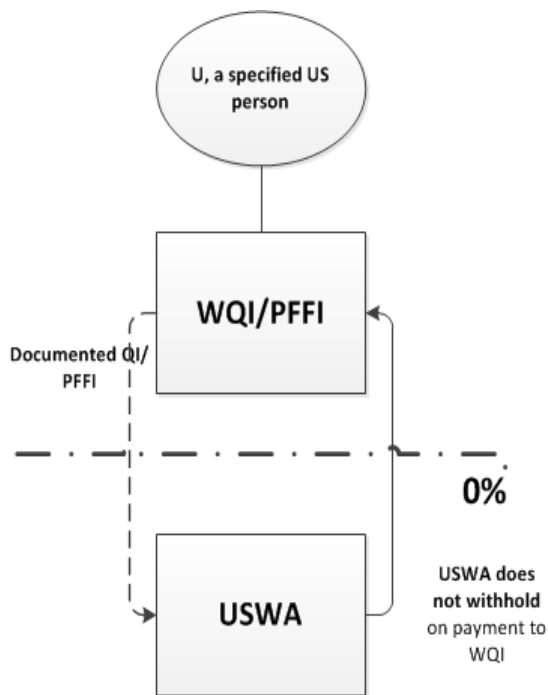 U, a specified US
person
WQI/PFFI
Documented QI/
PFFI
0%
USWA
USWA does
not withhold
on payment to
WQI